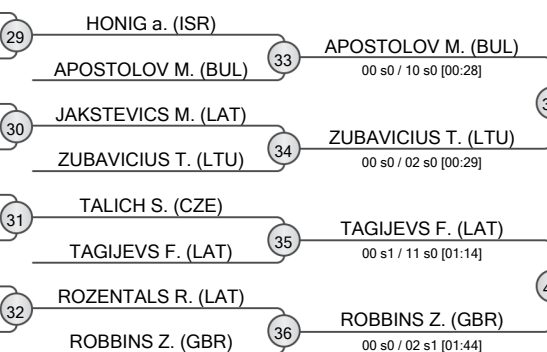 29
HONIG a. (ISR)
APOSTOLOV M. (BUL)
33
APOSTOLOV M. (BUL)
00 s0 / 10 s0 [00:28]
30
JAKSTEVICS M. (LAT)
ZUBAVICIUS T. (LTU)
34
ZUBAVICIUS T. (LTU)
00 s0 / 02 s0 [00:29]
31
TALICH S. (CZE)
TAGIJEVS F. (LAT)
35
TAGIJEVS F. (LAT)
00 s1 / 11 s0 [01:14]
32
ROZENTALS R. (LAT)
ROBBINS Z. (GBR)
36
ROBBINS Z. (GBR)
00 s0 / 02 s1 [01:44]